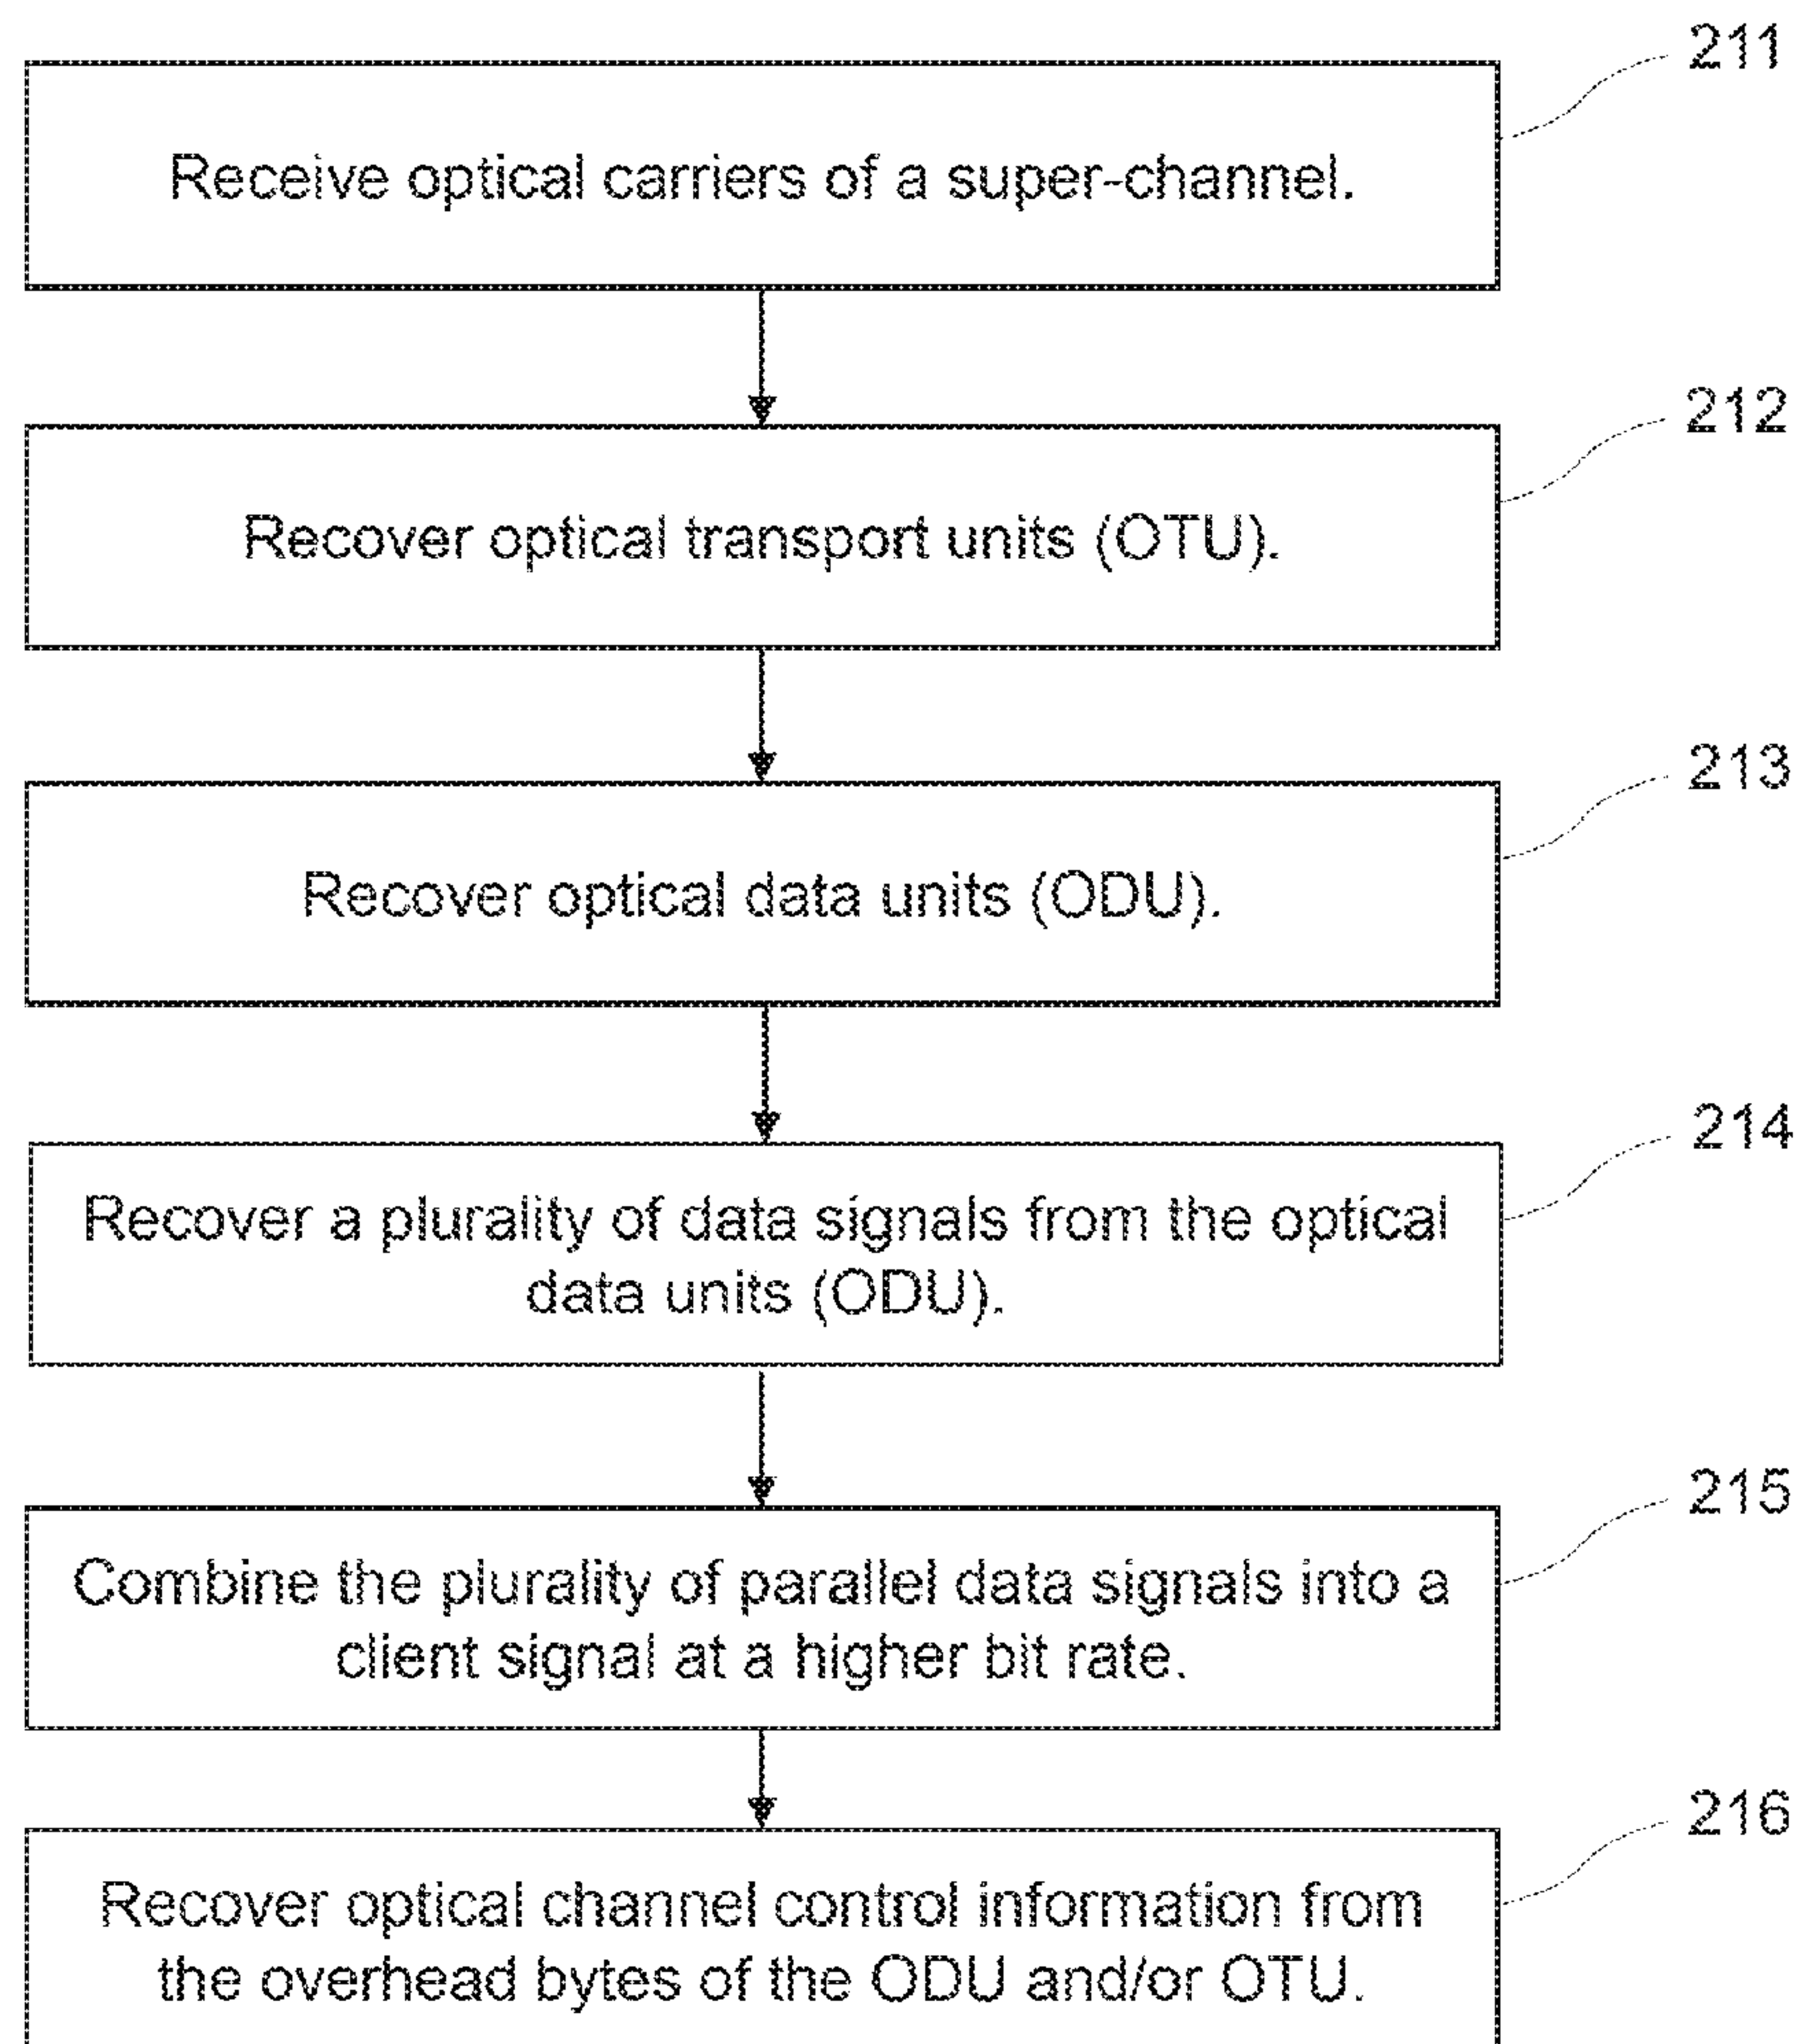 211
Receive optical carriers of a super-channel.
212
Recover optical transport units (OTU).
213
Recover optical data units (ODU).
214
Recover a plurality of data signals from the optical
data units (ODU).
215
Combine the plurality of parallel data signals into a
client signal at a higher bit rate.
216
Recover optical channel control information from
the overhead bytes of the ODU and/or OTU.